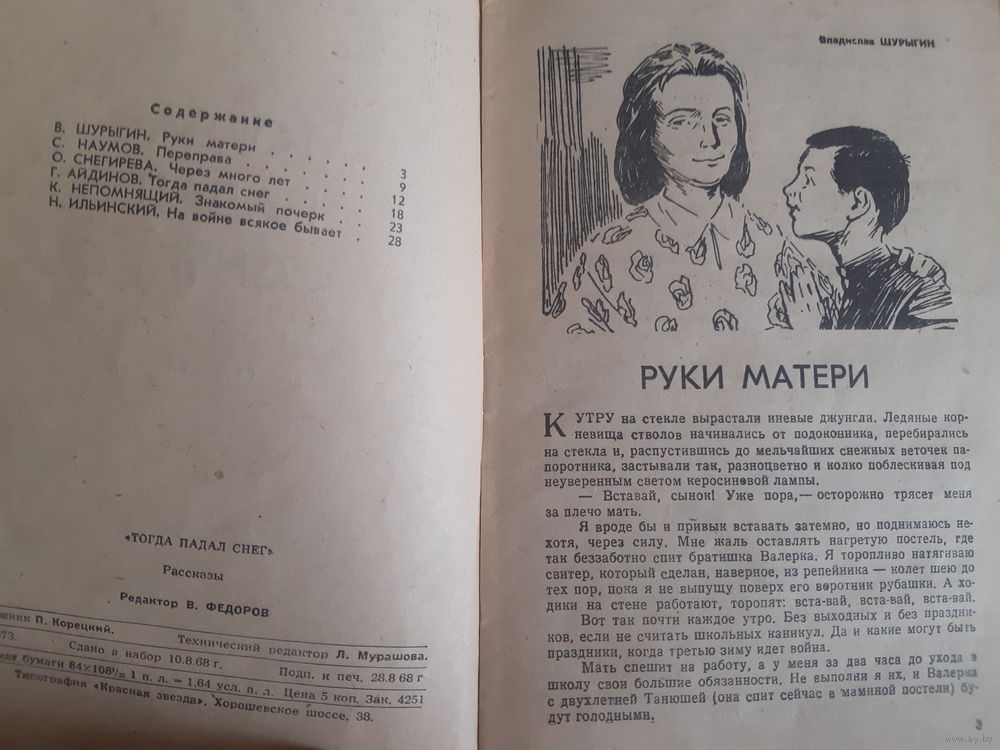 Содержание
В. ШУРЫГИН. Руки матери . . . . . . . 3
С. НАУМОВ. Переправа . . . . . . . 9
О. СНЕГИРЕВА. Через много лет . . . . . 12
Г. АЙДИНОВ. Тогда падал снег . . . . . 18
К. НЕПОМНЯЩИЙ. Знакомый почерк . . 23
Н. ИЛЬИНСКИЙ. На войне всякое бывает . 28
«ТОГДА ПАДАЛ СНЕГ»
Рассказы
Редактор В. ФЕДОРОВ
П. Корецкий. Технический редактор Л. Мурашова.
73. Сдано в набор 10.8.68 г. Подп. к печ. 28.8 68 г
бумаги 84×108¹/ 1 п. л. = 1,64 усл. п. л. Цена 5 коп. Зак. 4251
Типография «Красная звезда», Хорошевское шоссе, 38.
Владислав ШУРЫГИН
РУКИ МАТЕРИ
К УТРУ на стекле вырастали иневые джунгли. Ледяные кор-
невища стволов начинались от подоконника, перебирались
на стекла и, распустившись до мельчайших снежных веточек па-
поротника, застывали так, разноцветно и колко поблескивая под
неуверенным светом керосиновой лампы.
— Вставай, сынок! Уже пора,— осторожно трясет меня
за плечо мать.
Я вроде бы и привык вставать затемно, но поднимаюсь не-
хотя, через силу. Мне жаль оставлять нагретую постель, где
так беззаботно спит братишка Валерка. Я торопливо натягиваю
свитер, который сделан, наверное, из репейника — колет шею до
тех пор, пока я не выпущу поверх его воротник рубашки. А хо-
дики на стене работают, торопят: вста-вай, вста-вай, вста-вай.
Вот так почти каждое утро. Без выходных и без праздни-
ков, если не считать школьных каникул. Да и какие могут быть
праздники, когда третью зиму идет война.
Мать спешит на работу, а у меня за два часа до ухода в
школу свои большие обязанности. Не выполни я их, и Валерка
с двухлетней Танюшей (она спит сейчас в маминой постели) бу-
дут голодными.
3
www.ay.by